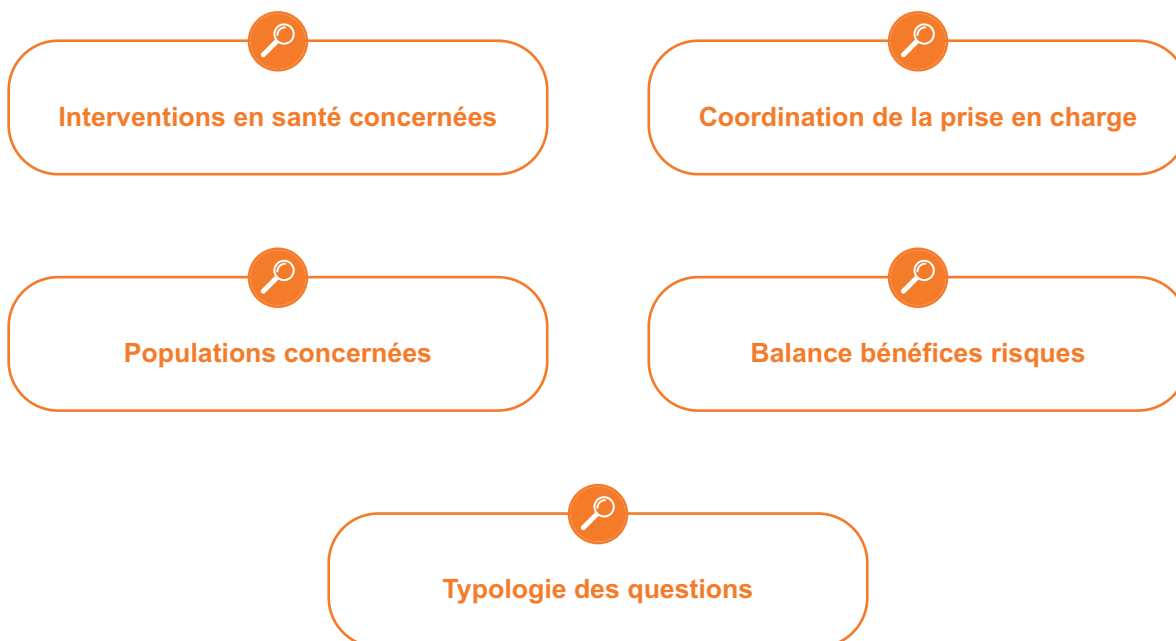 Interventions en santé concernées
Coordination de la prise en charge
Populations concernées
Balance bénéfices risques
Typologie des questions